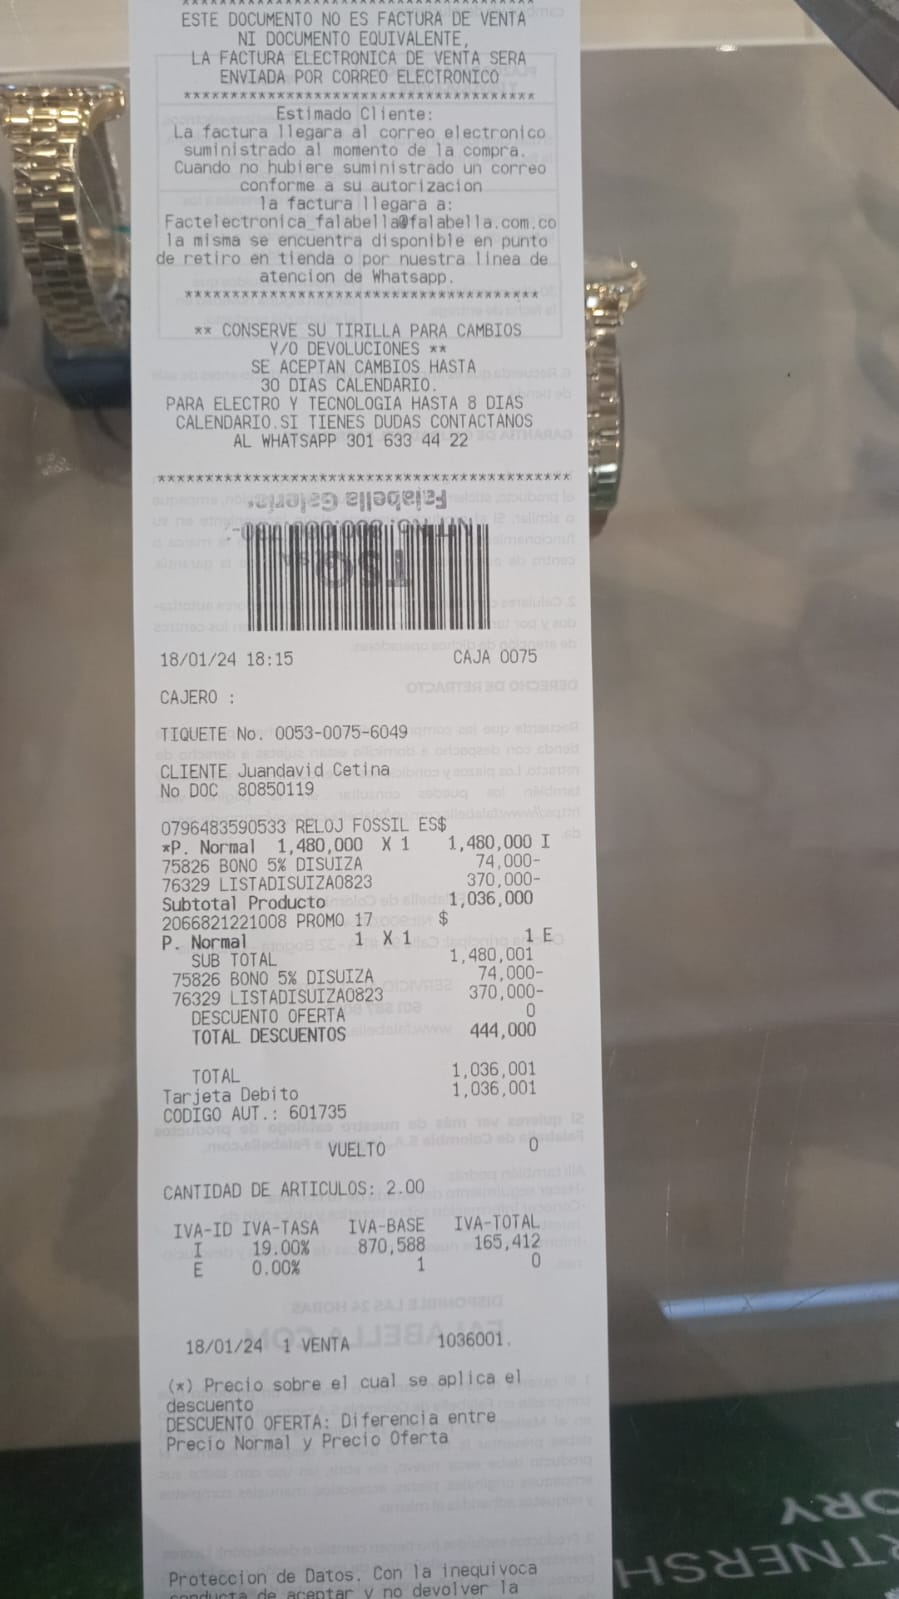 ESTE DOCUMENTO NO ES FACTURA DE VENTA
NI DOCUMENTO EQUIVALENTE,
LA FACTURA ELECTRONICA DE VENTA SERA
ENVIADA POR CORREO ELECTRONICO
*************************************
Estimado Cliente:
La factura llegara al correo electronico
suministrado al momento de la compra.
Cuando no hubiere suministrado un correo
conforme a su autorizacion
la factura llegara a:
Factelectronica_falabella@falabella.com.co
la misma se encuentra disponible en punto
de retiro en tienda o por nuestra linea de
atencion de Whatsapp.
*************************************
** CONSERVE SU TIRILLA PARA CAMBIOS
Y/O DEVOLUCIONES **
SE ACEPTAN CAMBIOS HASTA
30 DIAS CALENDARIO.
PARA ELECTRO Y TECNOLOGIA HASTA 8 DIAS
CALENDARIO.SI TIENES DUDAS CONTACTANOS
AL WHATSAPP 301 633 44 22
*******************************************
Falabella Galerias
18/01/24 18:15 CAJA 0075
CAJERO :
TIQUETE No. 0053-0075-6049
CLIENTE Juandavid Cetina
No DOC 80850119
0796483590533 RELOJ FOSSIL ES$
*P. Normal 1,480,000 X 1 1,480,000 I
75826 BONO 5% DISUIZA 74,000-
76329 LISTADISUIZA0823 370,000-
Subtotal Producto 1,036,000
2066821221008 PROMO 17 $
P. Normal 1 X 1 1 E
SUB TOTAL 1,480,001
75826 BONO 5% DISUIZA 74,000-
76329 LISTADISUIZA0823 370,000-
DESCUENTO OFERTA 0
TOTAL DESCUENTOS 444,000
TOTAL 1,036,001
Tarjeta Debito 1,036,001
CODIGO AUT.: 601735
VUELTO 0
CANTIDAD DE ARTICULOS: 2.00
IVA-ID IVA-TASA IVA-BASE IVA-TOTAL
I 19.00% 870,588 165,412
E 0.00% 1 0
18/01/24 1 VENTA 1036001.
(*) Precio sobre el cual se aplica el
descuento
DESCUENTO OFERTA: Diferencia entre
Precio Normal y Precio Oferta
Proteccion de Datos. Con la inequivoca
conducta de aceptar y no devolver la